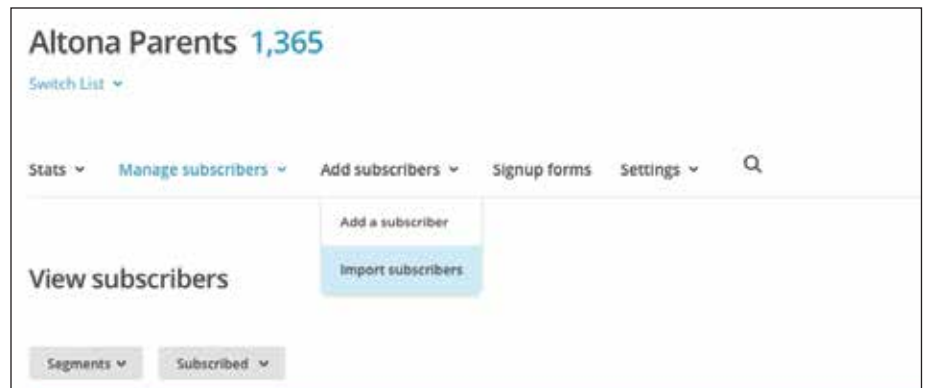 Altona Parents 1,365
Switch List
Stats Manage subscribers Add subscribers Signup forms Settings
Add a subscriber
Import subscribers
View subscribers
Segments Subscribed